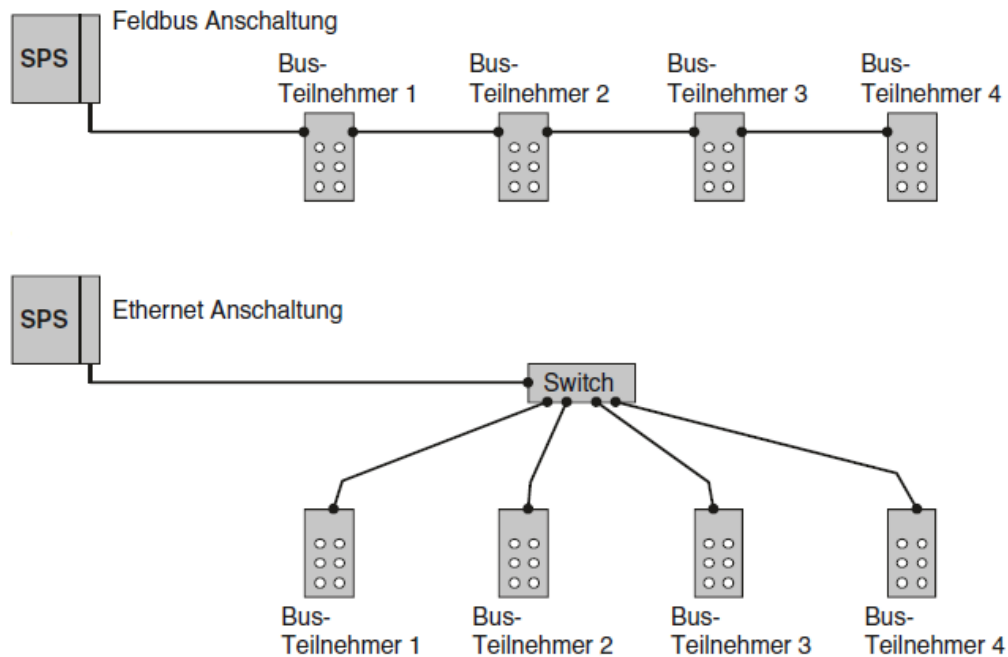 Feldbus Anschaltung
SPS
Bus-
Teilnehmer 1
Bus-
Teilnehmer 2
Bus-
Teilnehmer 3
Bus-
Teilnehmer 4
Ethernet Anschaltung
SPS
Switch
Bus-
Teilnehmer 1
Bus-
Teilnehmer 2
Bus-
Teilnehmer 3
Bus-
Teilnehmer 4